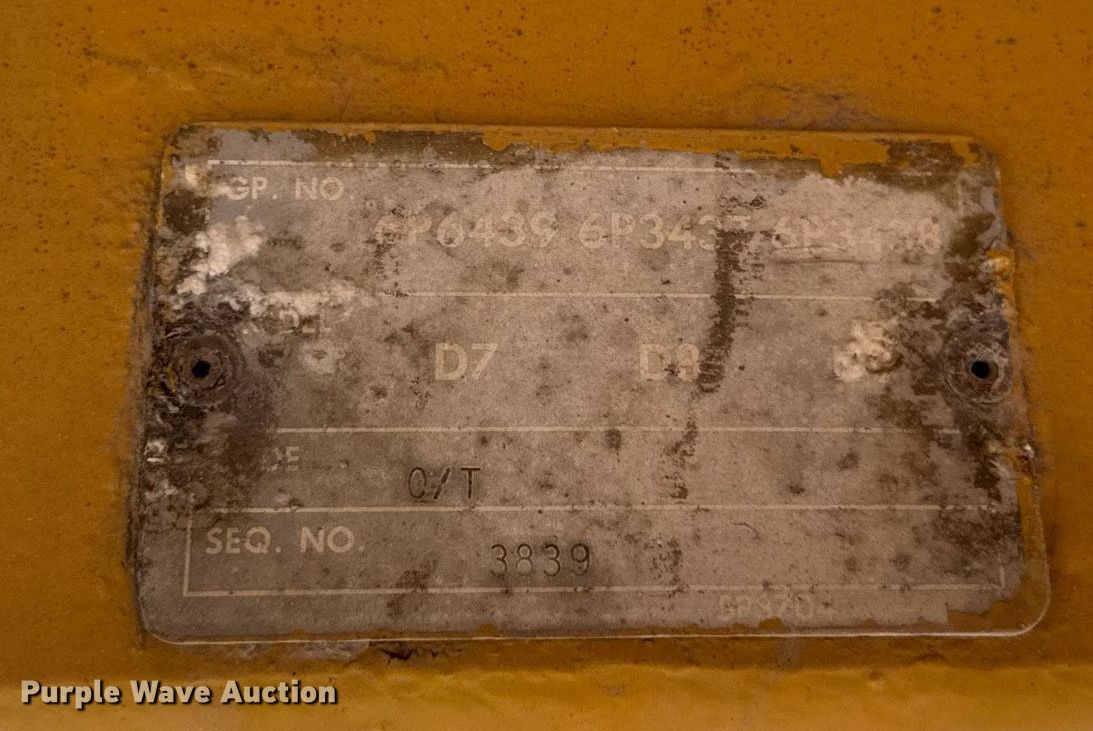 GP. NO.
6P6439 6P3437 6P3438
D7 D8
C/T
SEQ. NO. 3839
Purple Wave Auction